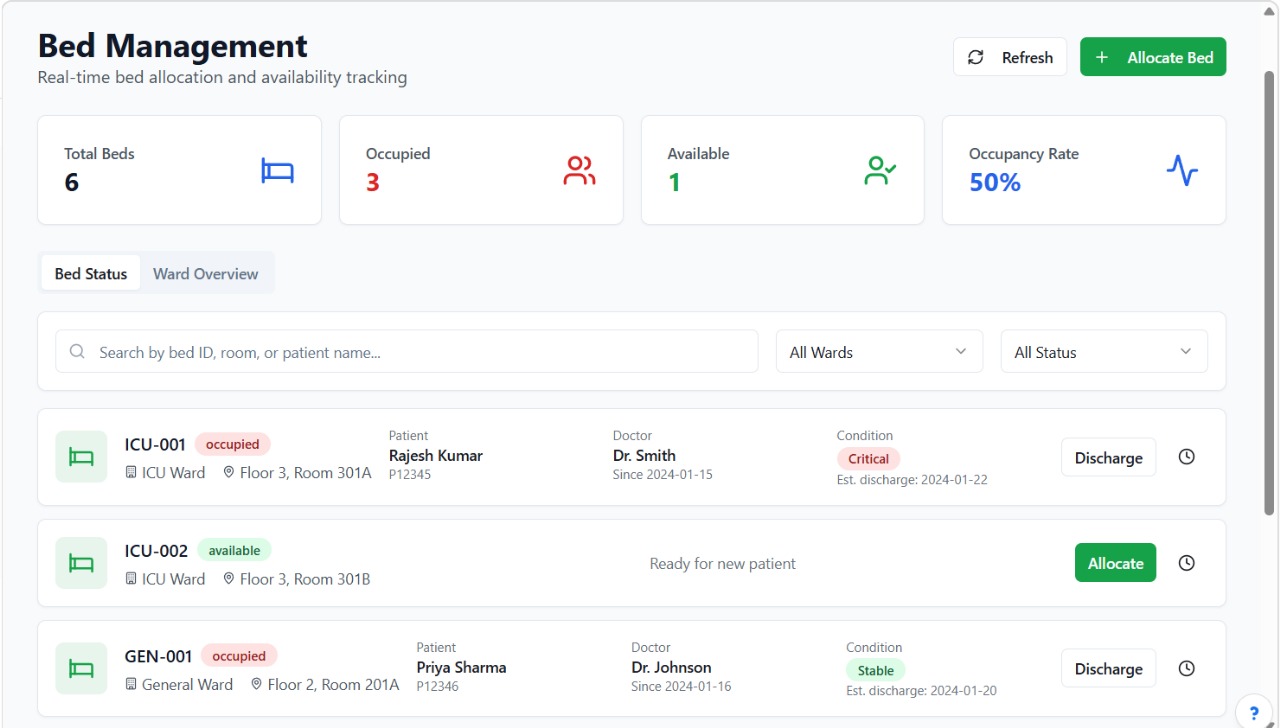 Bed Management
Real-time bed allocation and availability tracking
Refresh
+ Allocate Bed
Total Beds
6
Occupied
3
Available
1
Occupancy Rate
50%
Bed Status
Ward Overview
Search by bed ID, room, or patient name...
All Wards
All Status
ICU-001 occupied
ICU Ward Floor 3, Room 301A
Patient
Rajesh Kumar
P12345
Doctor
Dr. Smith
Since 2024-01-15
Condition
Critical
Est. discharge: 2024-01-22
Discharge
ICU-002 available
ICU Ward Floor 3, Room 301B
Ready for new patient
Allocate
GEN-001 occupied
General Ward Floor 2, Room 201A
Patient
Priya Sharma
P12346
Doctor
Dr. Johnson
Since 2024-01-16
Condition
Stable
Est. discharge: 2024-01-20
Discharge
?